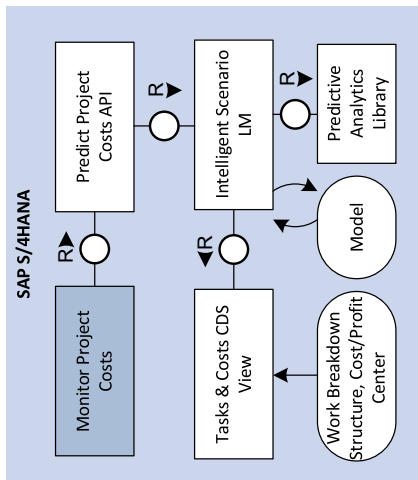 SAP S/4HANA
Monitor Project
Costs
R
Predict Project
Costs API
R
Tasks & Costs CDS
View
R
Intelligent Scenario
LM
R
Work Breakdown
Structure, Cost/Profit
Center
Model
Predictive
Analytics
Library